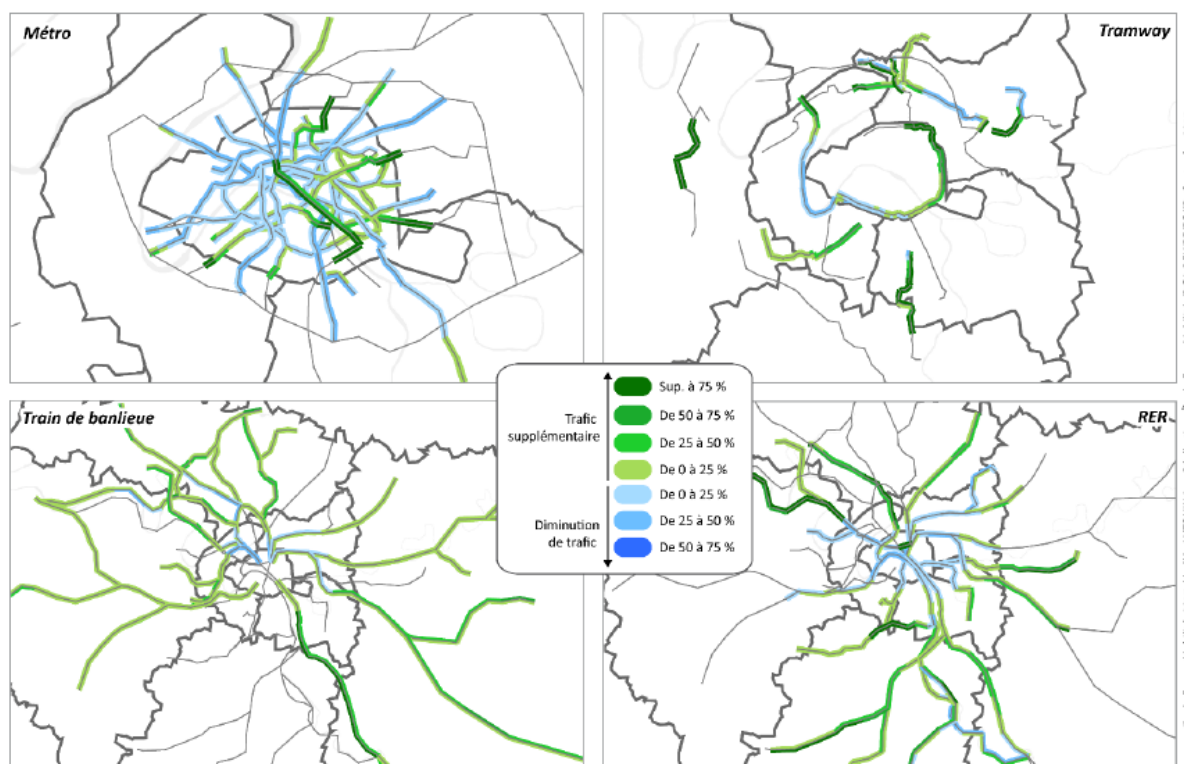 Métro
Tramway
Sup. à 75 %
Trafic
supplémentaire
De 50 à 75 %
De 25 à 50 %
De 0 à 25 %
De 0 à 25 %
Diminution
de trafic
De 25 à 50 %
De 50 à 75 %
Train de banlieue
RER